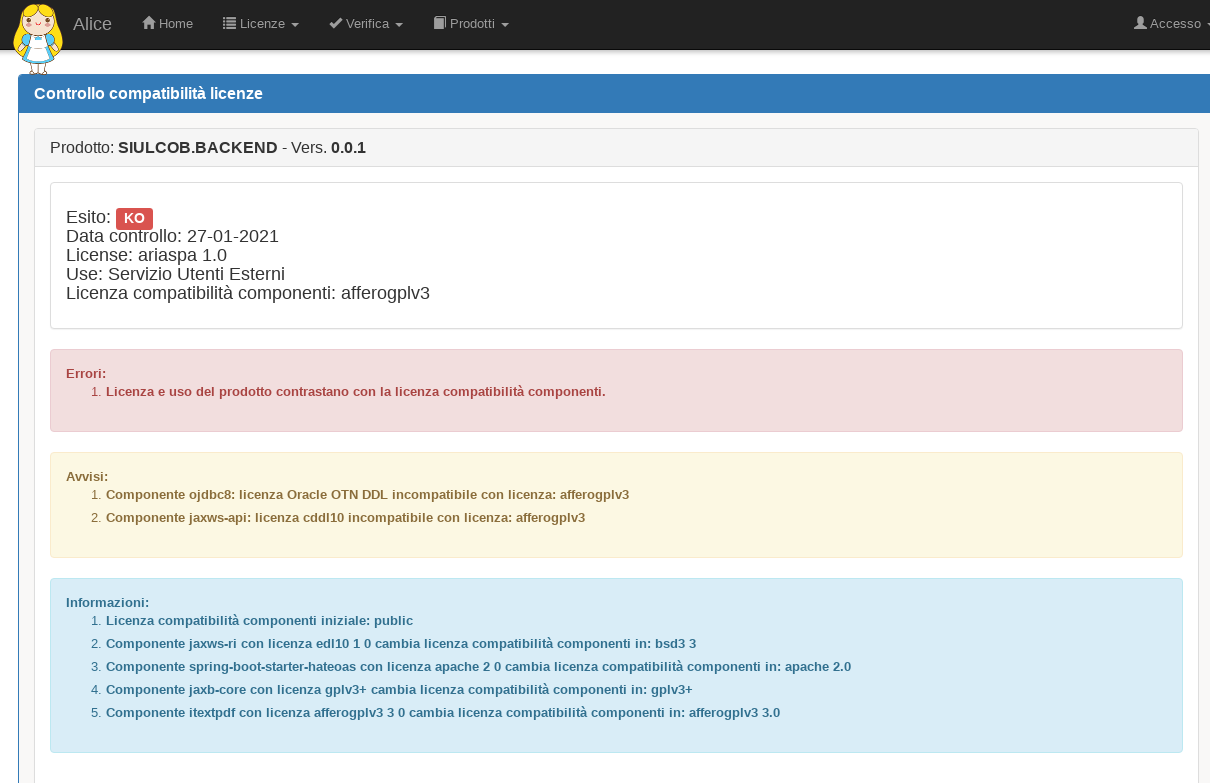 Alice Home Licenze Verifica Prodotti Accesso
Controllo compatibilità licenze
Prodotto: SIULCOB.BACKEND - Vers. 0.0.1
Esito: KO
Data controllo: 27-01-2021
License: ariaspa 1.0
Use: Servizio Utenti Esterni
Licenza compatibilità componenti: afferogplv3
Errori:
1. Licenza e uso del prodotto contrastano con la licenza compatibilità componenti.
Avvisi:
1. Componente ojdbc8: licenza Oracle OTN DDL incompatibile con licenza: afferogplv3
2. Componente jaxws-api: licenza cddl10 incompatibile con licenza: afferogplv3
Informazioni:
1. Licenza compatibilità componenti iniziale: public
2. Componente jaxws-ri con licenza edl10 1 0 cambia licenza compatibilità componenti in: bsd3 3
3. Componente spring-boot-starter-hateoas con licenza apache 2 0 cambia licenza compatibilità componenti in: apache 2.0
4. Componente jaxb-core con licenza gplv3+ cambia licenza compatibilità componenti in: gplv3+
5. Componente itextpdf con licenza afferogplv3 3 0 cambia licenza compatibilità componenti in: afferogplv3 3.0